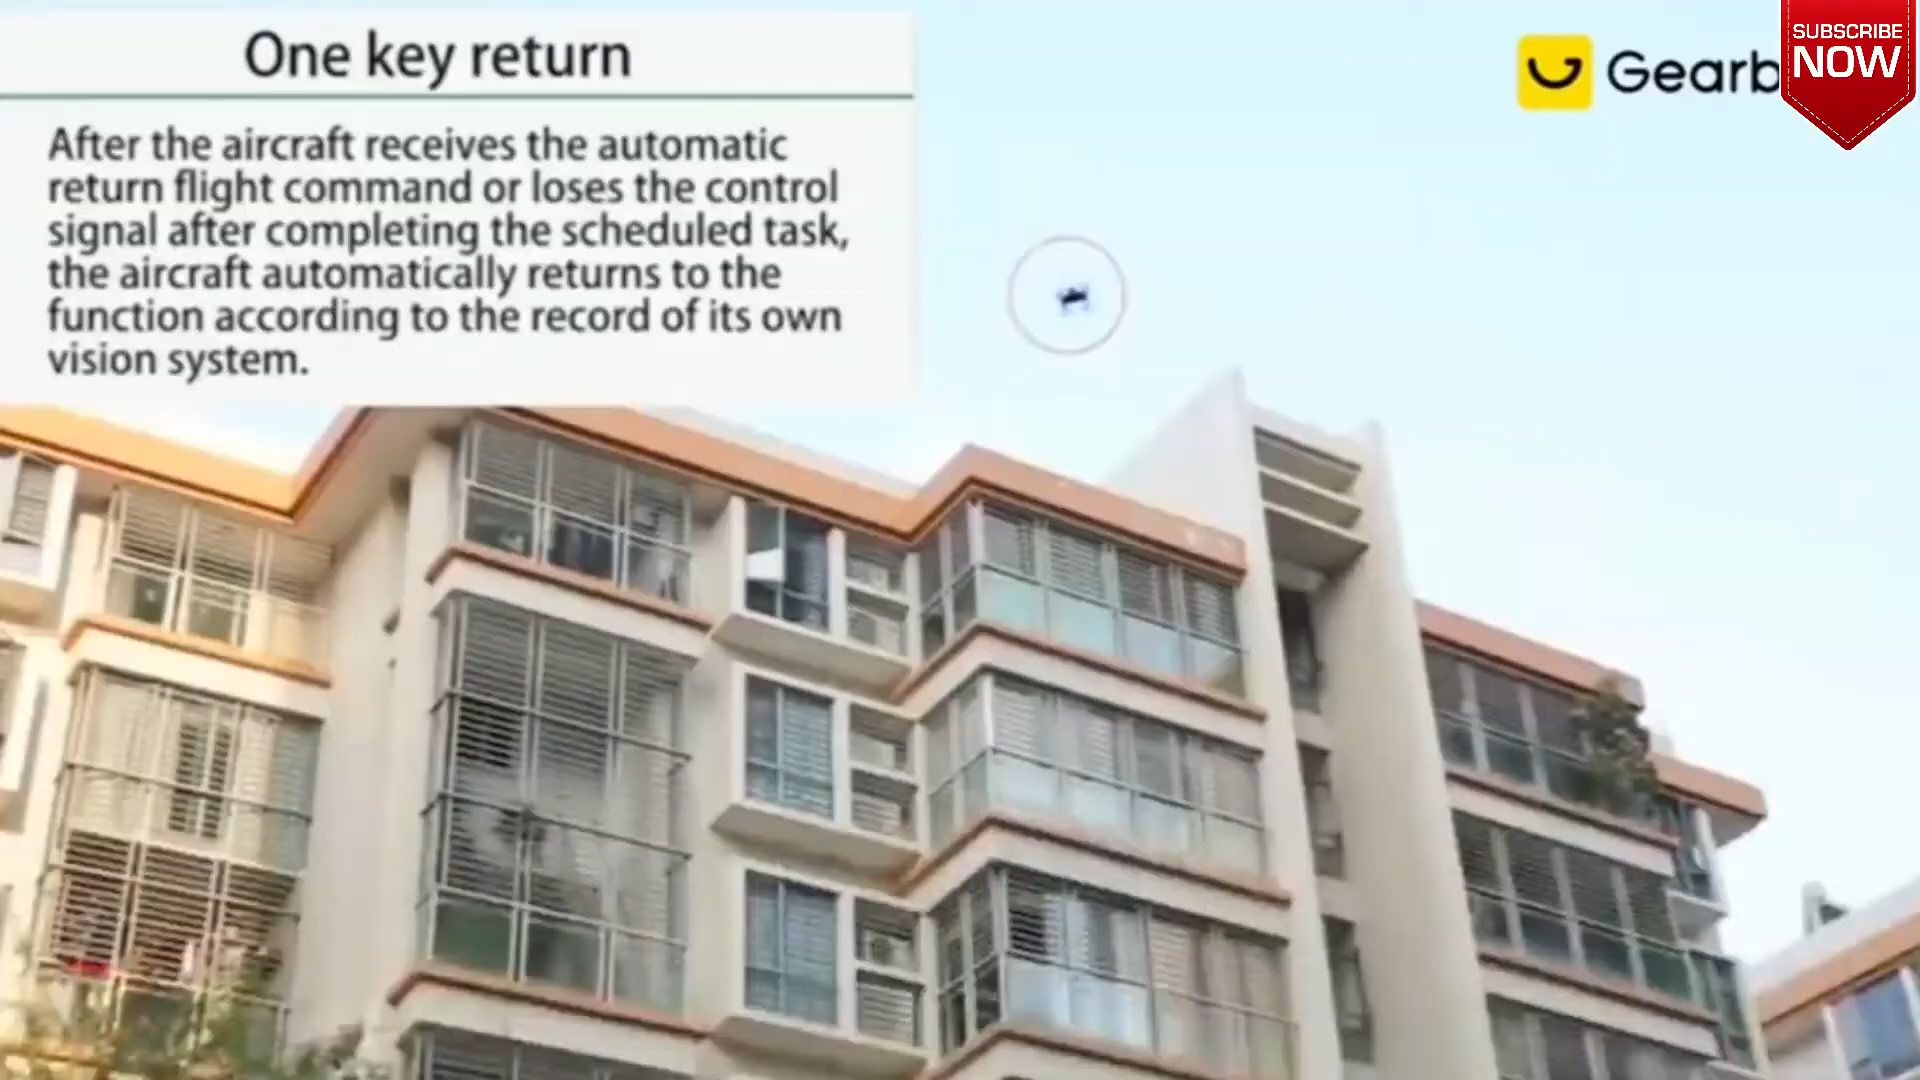 One key return
After the aircraft receives the automatic
return flight command or loses the control
signal after completing the scheduled task,
the aircraft automatically returns to the
function according to the record of its own
vision system.
Gearb
SUBSCRIBE
NOW